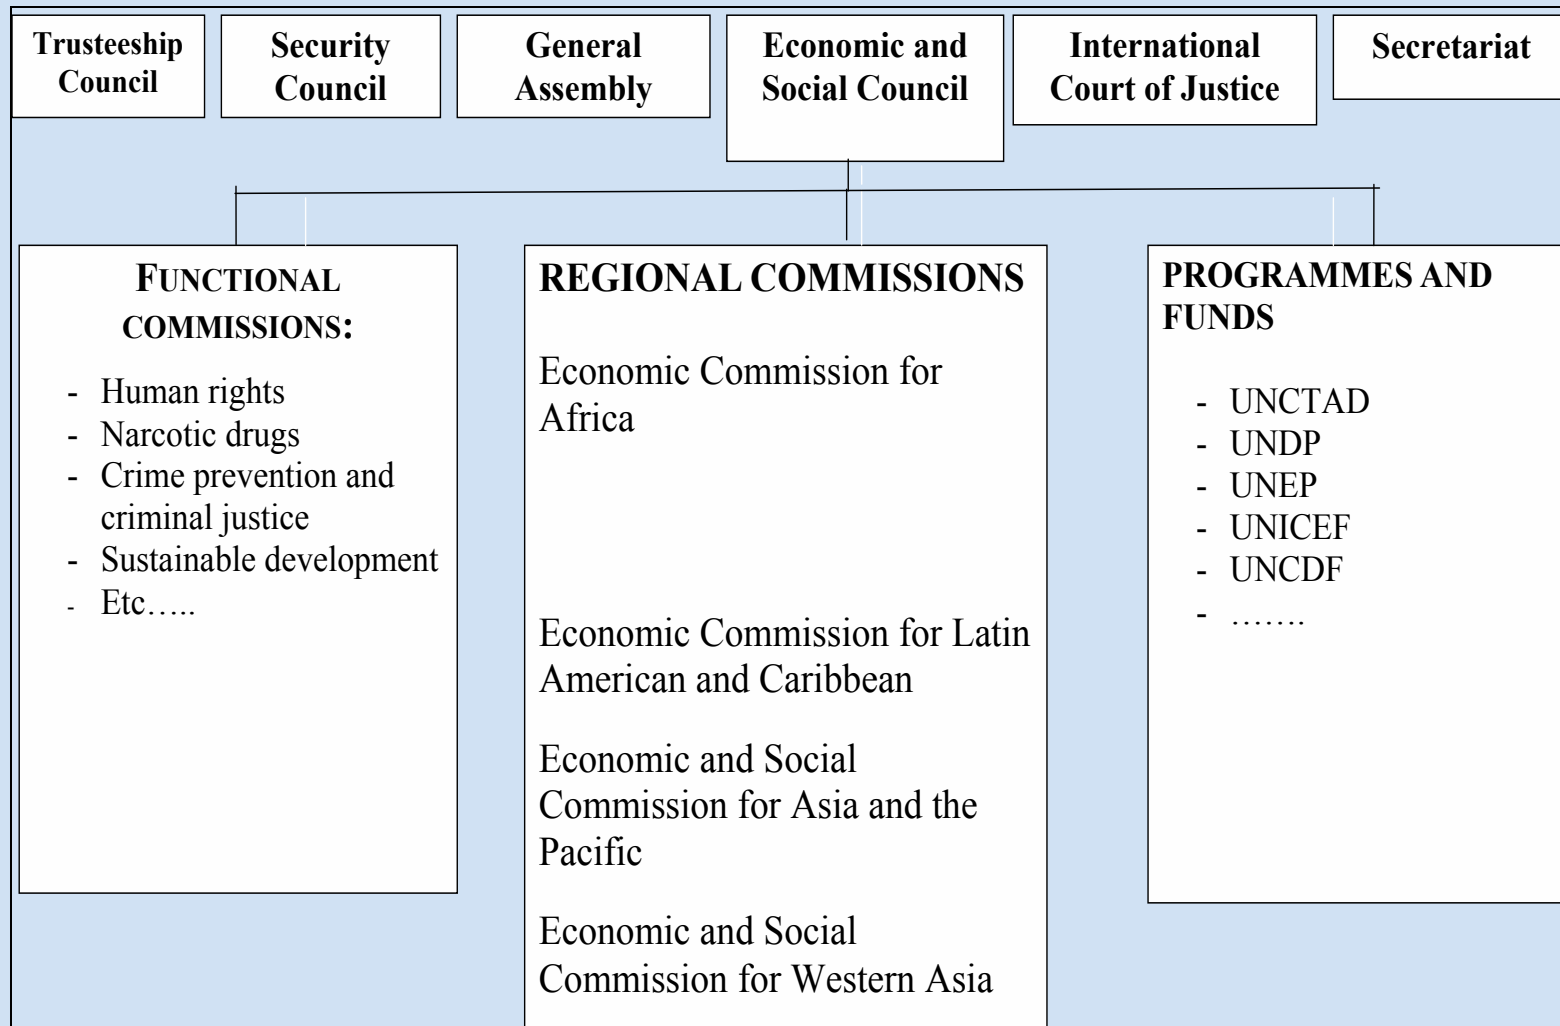 Trusteeship
Council
Security
Council
General
Assembly
Economic and
Social Council
International
Court of Justice
Secretariat
FUNCTIONAL
COMMISSIONS:
- Human rights
- Narcotic drugs
- Crime prevention and
criminal justice
- Sustainable development
- Etc…..
REGIONAL COMMISSIONS
Economic Commission for
Africa
Economic Commission for Latin
American and Caribbean
Economic and Social
Commission for Asia and the
Pacific
Economic and Social
Commission for Western Asia
PROGRAMMES AND
FUNDS
- UNCTAD
- UNDP
- UNEP
- UNICEF
- UNCDF
- …….